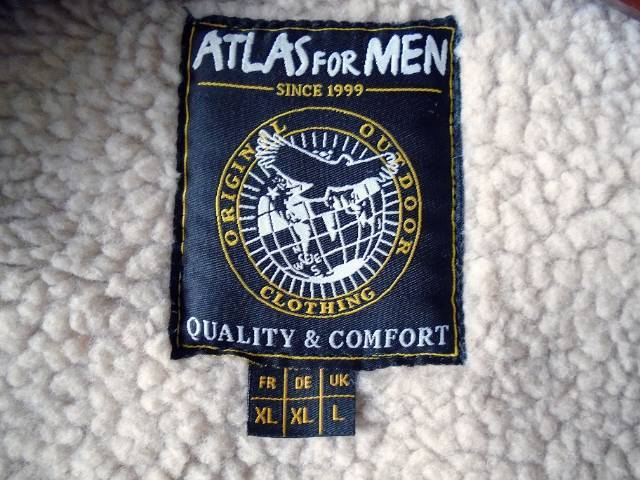 ATLAS FOR MEN
SINCE 1999
ORIGINAL OUTDOOR
CLOTHING
QUALITY & COMFORT
FR DE UK
XL XL L